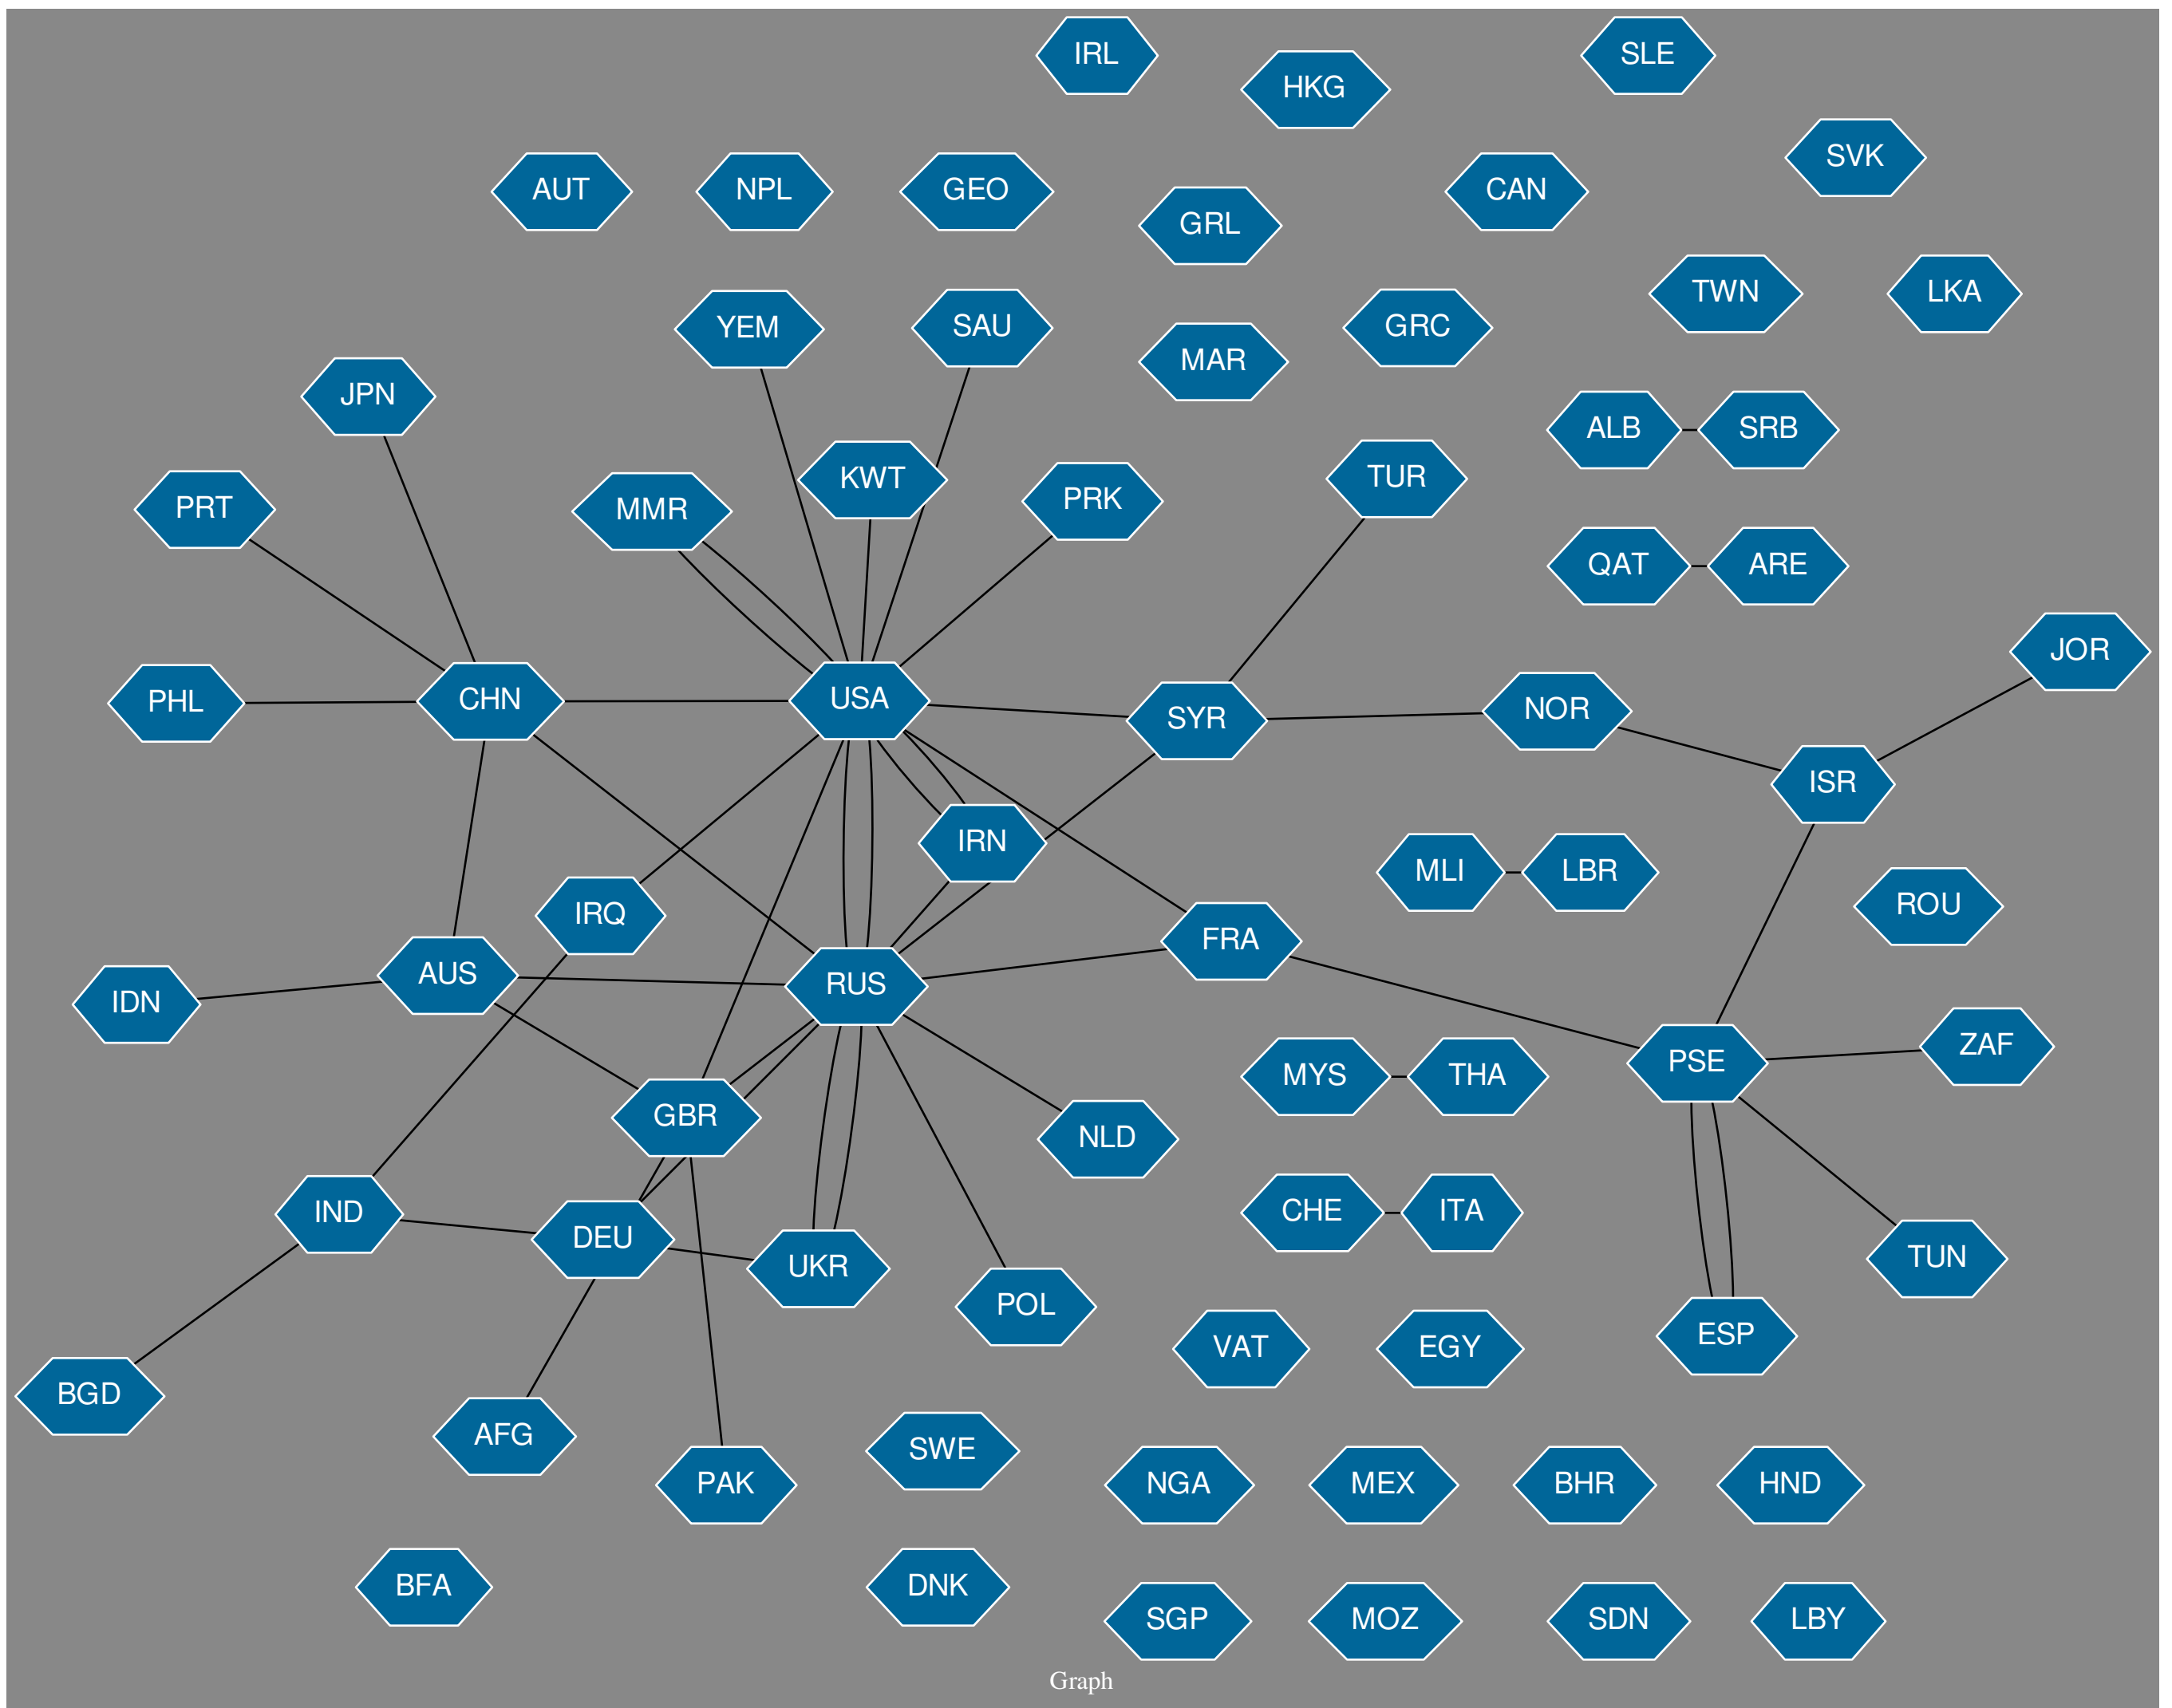 IRL
SLE
HKG
SVK
AUT
NPL
GEO
CAN
GRL
TWN
LKA
YEM
SAU
GRC
MAR
JPN
ALB
SRB
KWT
TUR
PRK
PRT
MMR
QAT
ARE
JOR
PHL
CHN
USA
SYR
NOR
ISR
IRN
MLI
LBR
IRQ
ROU
FRA
AUS
RUS
IDN
ZAF
PSE
MYS
THA
GBR
NLD
IND
CHE
ITA
DEU
TUN
UKR
POL
ESP
VAT
EGY
BGD
AFG
SWE
PAK
NGA
MEX
BHR
HND
BFA
DNK
SGP
MOZ
SDN
LBY
Graph